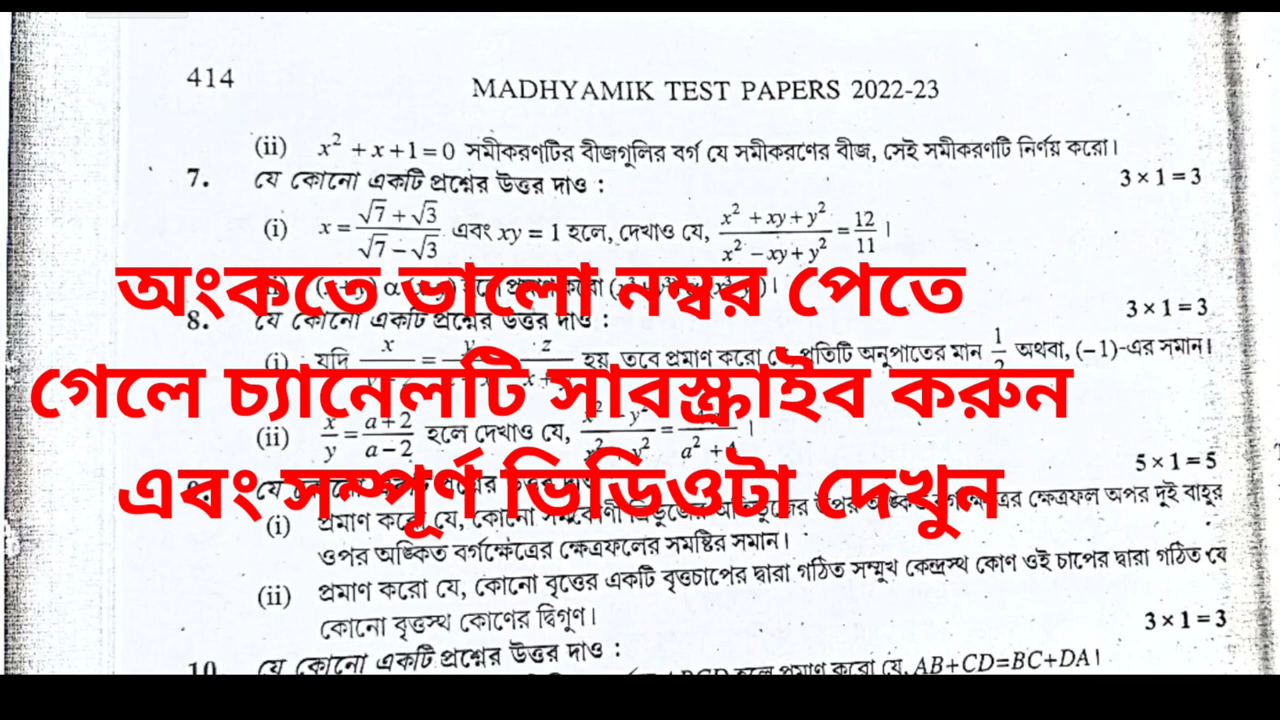 414
MADHYAMIK TEST PAPERS 2022-23
(ii) x² + x + 1 = 0 সমীকরণটির বীজগুলির বর্গ যে সমীকরণের বীজ, সেই সমীকরণটি নির্ণয় করো।
7. যে কোনো একটি প্রশ্নের উত্তর দাও : 3 × 1 = 3
(i) x = (√7 + √3)/(√7 − √3) এবং xy = 1 হলে, দেখাও যে, (x² + xy + y²)/(x² − xy + y²) = 12/11 ।
অংকতে ভালো নম্বর পেতে
8. যে কোনো একটি প্রশ্নের উত্তর দাও : 3 × 1 = 3
(i) যদি হয়, তবে প্রমাণ করো যে, প্রতিটি অনুপাতের মান 1/2 অথবা, (− 1)-এর সমান।
গেলে চ্যানেলটি সাবস্ক্রাইব করুন
(ii) x/y = (a + 2)/(a − 2) হলে দেখাও যে,
5 × 1 = 5
এবং সম্পূর্ণ ভিডিওটা দেখুন
(i) প্রমাণ করো যে, কোনো ক্ষেত্রফল অপর দুই বাহুর
ওপর অঙ্কিত বর্গক্ষেত্রের ক্ষেত্রফলের সমষ্টির সমান।
(ii) প্রমাণ করো যে, কোনো বৃত্তের একটি বৃত্তচাপের দ্বারা গঠিত সম্মুখ কেন্দ্রস্থ কোণ ওই চাপের দ্বারা গঠিত যে
কোনো বৃত্তস্থ কোণের দ্বিগুণ।
3 × 1 = 3
10. যে কোনো একটি প্রশ্নের উত্তর দাও :
ABCD হলে প্রমাণ করো যে, AB+CD=BC+DA।